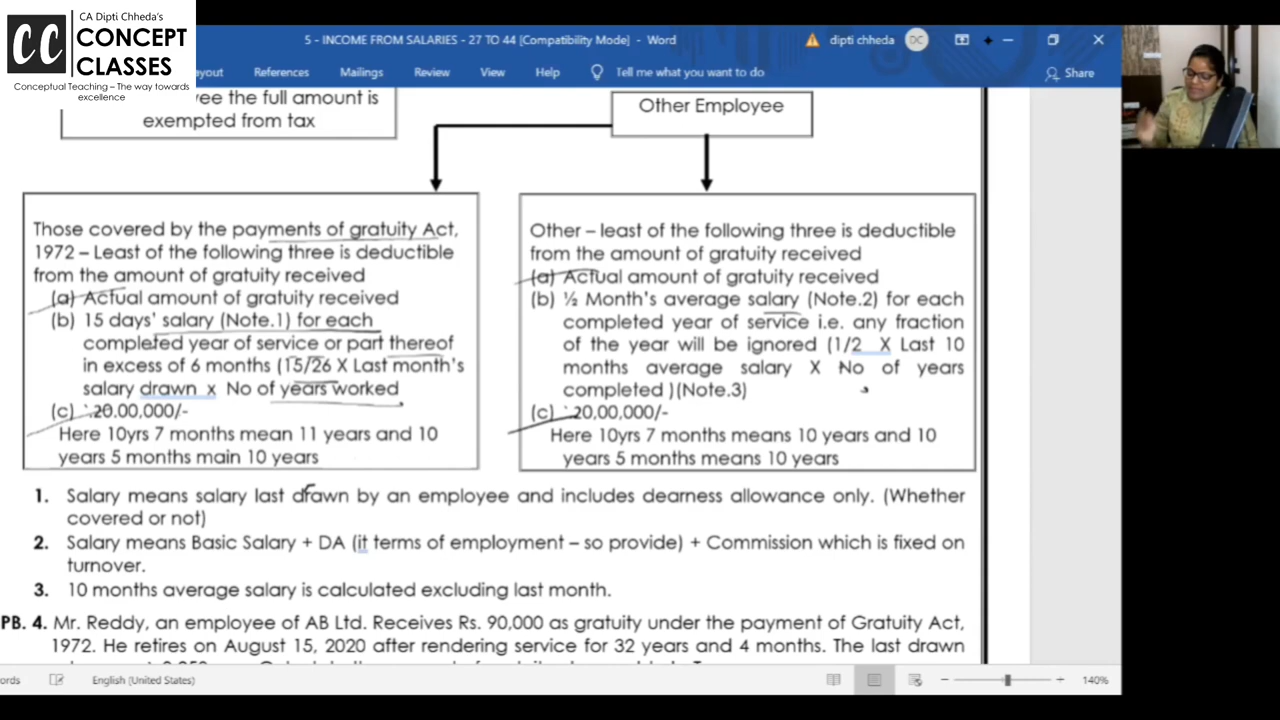 CA Dipti Chheda's
CC CONCEPT
CLASSES
Conceptual Teaching – The way towards
excellence
5 - INCOME FROM SALARIES - 27 TO 44 [Compatibility Mode] - Word
dipti chheda
DC
ayout References Mailings Review View Help Tell me what you want to do
Share
ee the full amount is
exempted from tax
Other Employee
Those covered by the payments of gratuity Act,
1972 – Least of the following three is deductible
from the amount of gratuity received
(a) Actual amount of gratuity received
(b) 15 days' salary (Note.1) for each
completed year of service or part thereof
in excess of 6 months (15/26 X Last month's
salary drawn x No of years worked
(c) `20,00,000/-
Here 10yrs 7 months mean 11 years and 10
years 5 months main 10 years
Other – least of the following three is deductible
from the amount of gratuity received
(a) Actual amount of gratuity received
(b) ½ Month's average salary (Note.2) for each
completed year of service i.e. any fraction
of the year will be ignored (1/2 X Last 10
months average salary X No of years
completed )(Note.3)
(c) `20,00,000/-
Here 10yrs 7 months means 10 years and 10
years 5 months means 10 years
1. Salary means salary last drawn by an employee and includes dearness allowance only. (Whether
covered or not)
2. Salary means Basic Salary + DA (it terms of employment – so provide) + Commission which is fixed on
turnover.
3. 10 months average salary is calculated excluding last month.
PB. 4. Mr. Reddy, an employee of AB Ltd. Receives Rs. 90,000 as gratuity under the payment of Gratuity Act,
1972. He retires on August 15, 2020 after rendering service for 32 years and 4 months. The last drawn
ords English (United States) 140%